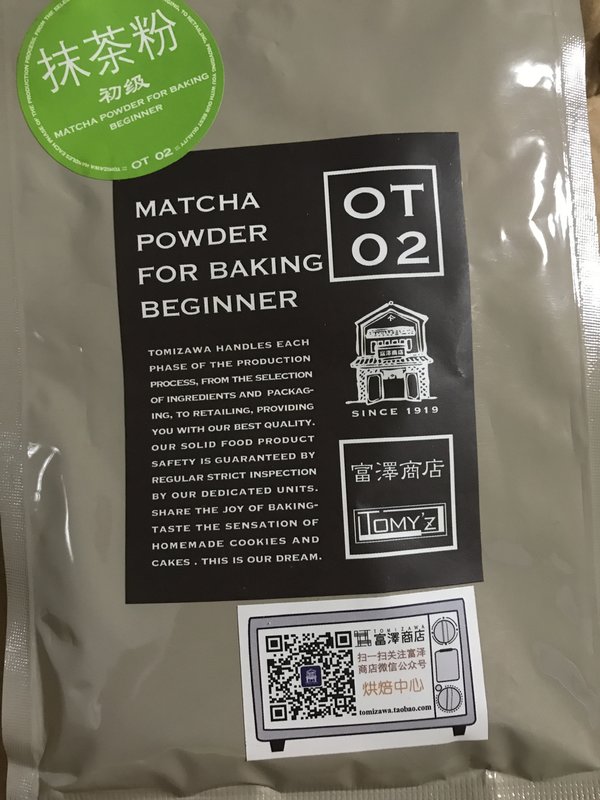 抹茶粉
初级
MATCHA POWDER FOR BAKING
BEGINNER
OT 02
MATCHA
POWDER
FOR BAKING
BEGINNER
OT
02
TOMIZAWA HANDLES EACH
PHASE OF THE PRODUCTION
PROCESS, FROM THE SELECTION
OF INGREDIENTS AND PACKAG-
ING, TO RETAILING, PROVIDING
YOU WITH OUR BEST QUALITY.
OUR SOLID FOOD PRODUCT
SAFETY IS GUARANTEED BY
REGULAR STRICT INSPECTION
BY OUR DEDICATED UNITS.
SHARE THE JOY OF BAKING-
TASTE THE SENSATION OF
HOMEMADE COOKIES AND
CAKES . THIS IS OUR DREAM.
富澤商店
SINCE 1919
富澤商店
TOMY'z
TOMIZAWA
富澤商店
扫一扫关注富泽
商店微信公众号
烘焙中心
tomizawa.taobao.com